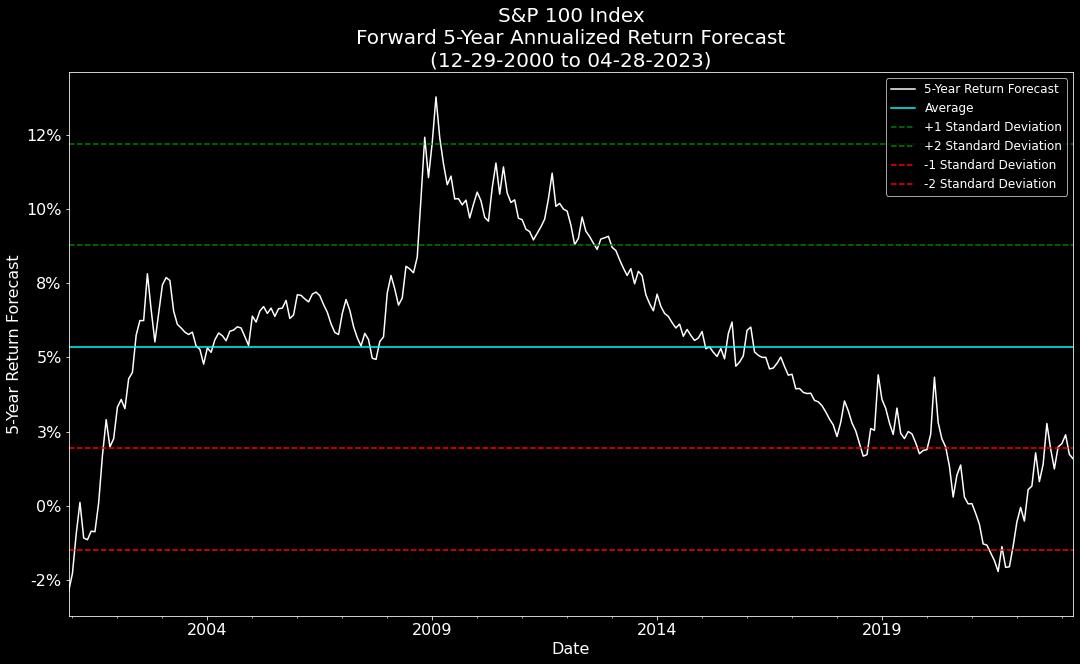 S&P 100 Index
Forward 5-Year Annualized Return Forecast
(12-29-2000 to 04-28-2023)
5-Year Return Forecast
Average
+1 Standard Deviation
+2 Standard Deviation
-1 Standard Deviation
-2 Standard Deviation
12%
10%
8%
5%
3%
0%
-2%
5-Year Return Forecast
2004
2009
2014
2019
Date